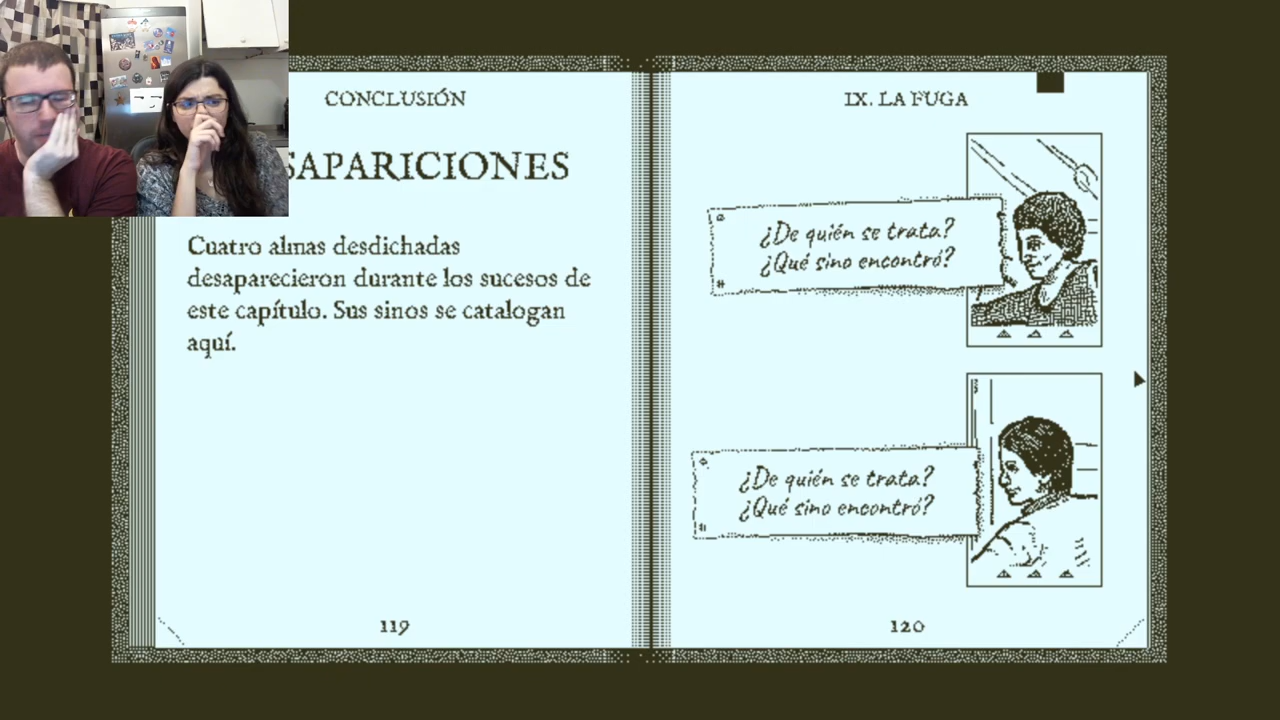 CONCLUSIÓN
SAPARICIONES
Cuatro almas desdichadas
desaparecieron durante los sucesos de
este capítulo. Sus sinos se catalogan
aquí.
119
IX. LA FUGA
¿De quién se trata?
¿Qué sino encontró?
¿De quién se trata?
¿Qué sino encontró?
120